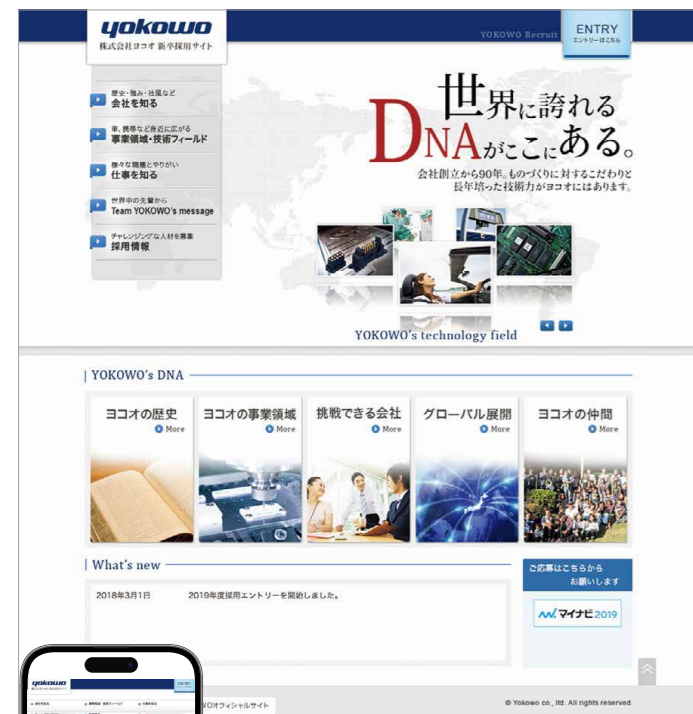 yokowo
株式会社ヨコオ 新卒採用サイト
YOKOWO Recruit
ENTRY
エントリーはこちら
歴史・強み・社風など
会社を知る
車、携帯など身近に広がる
事業領域・技術フィールド
様々な職種とやりがい
仕事を知る
世界中の先輩から
Team YOKOWO's message
チャレンジングな人材を募集
採用情報
世界に誇れる
DNAがここにある。
会社創立から90年。ものづくりに対するこだわりと
長年培った技術力がヨコオにはあります。
YOKOWO's technology field
YOKOWO's DNA
ヨコオの歴史
More
ヨコオの事業領域
More
挑戦できる会社
More
グローバル展開
More
ヨコオの仲間
More
What's new
2018年3月1日 2019年度採用エントリーを開始しました。
ご応募はこちらから
お願いします
マイナビ2019
yokowo
ENTRY
WOオフィシャルサイト
© Yokowo co., ltd. All rights reserved.